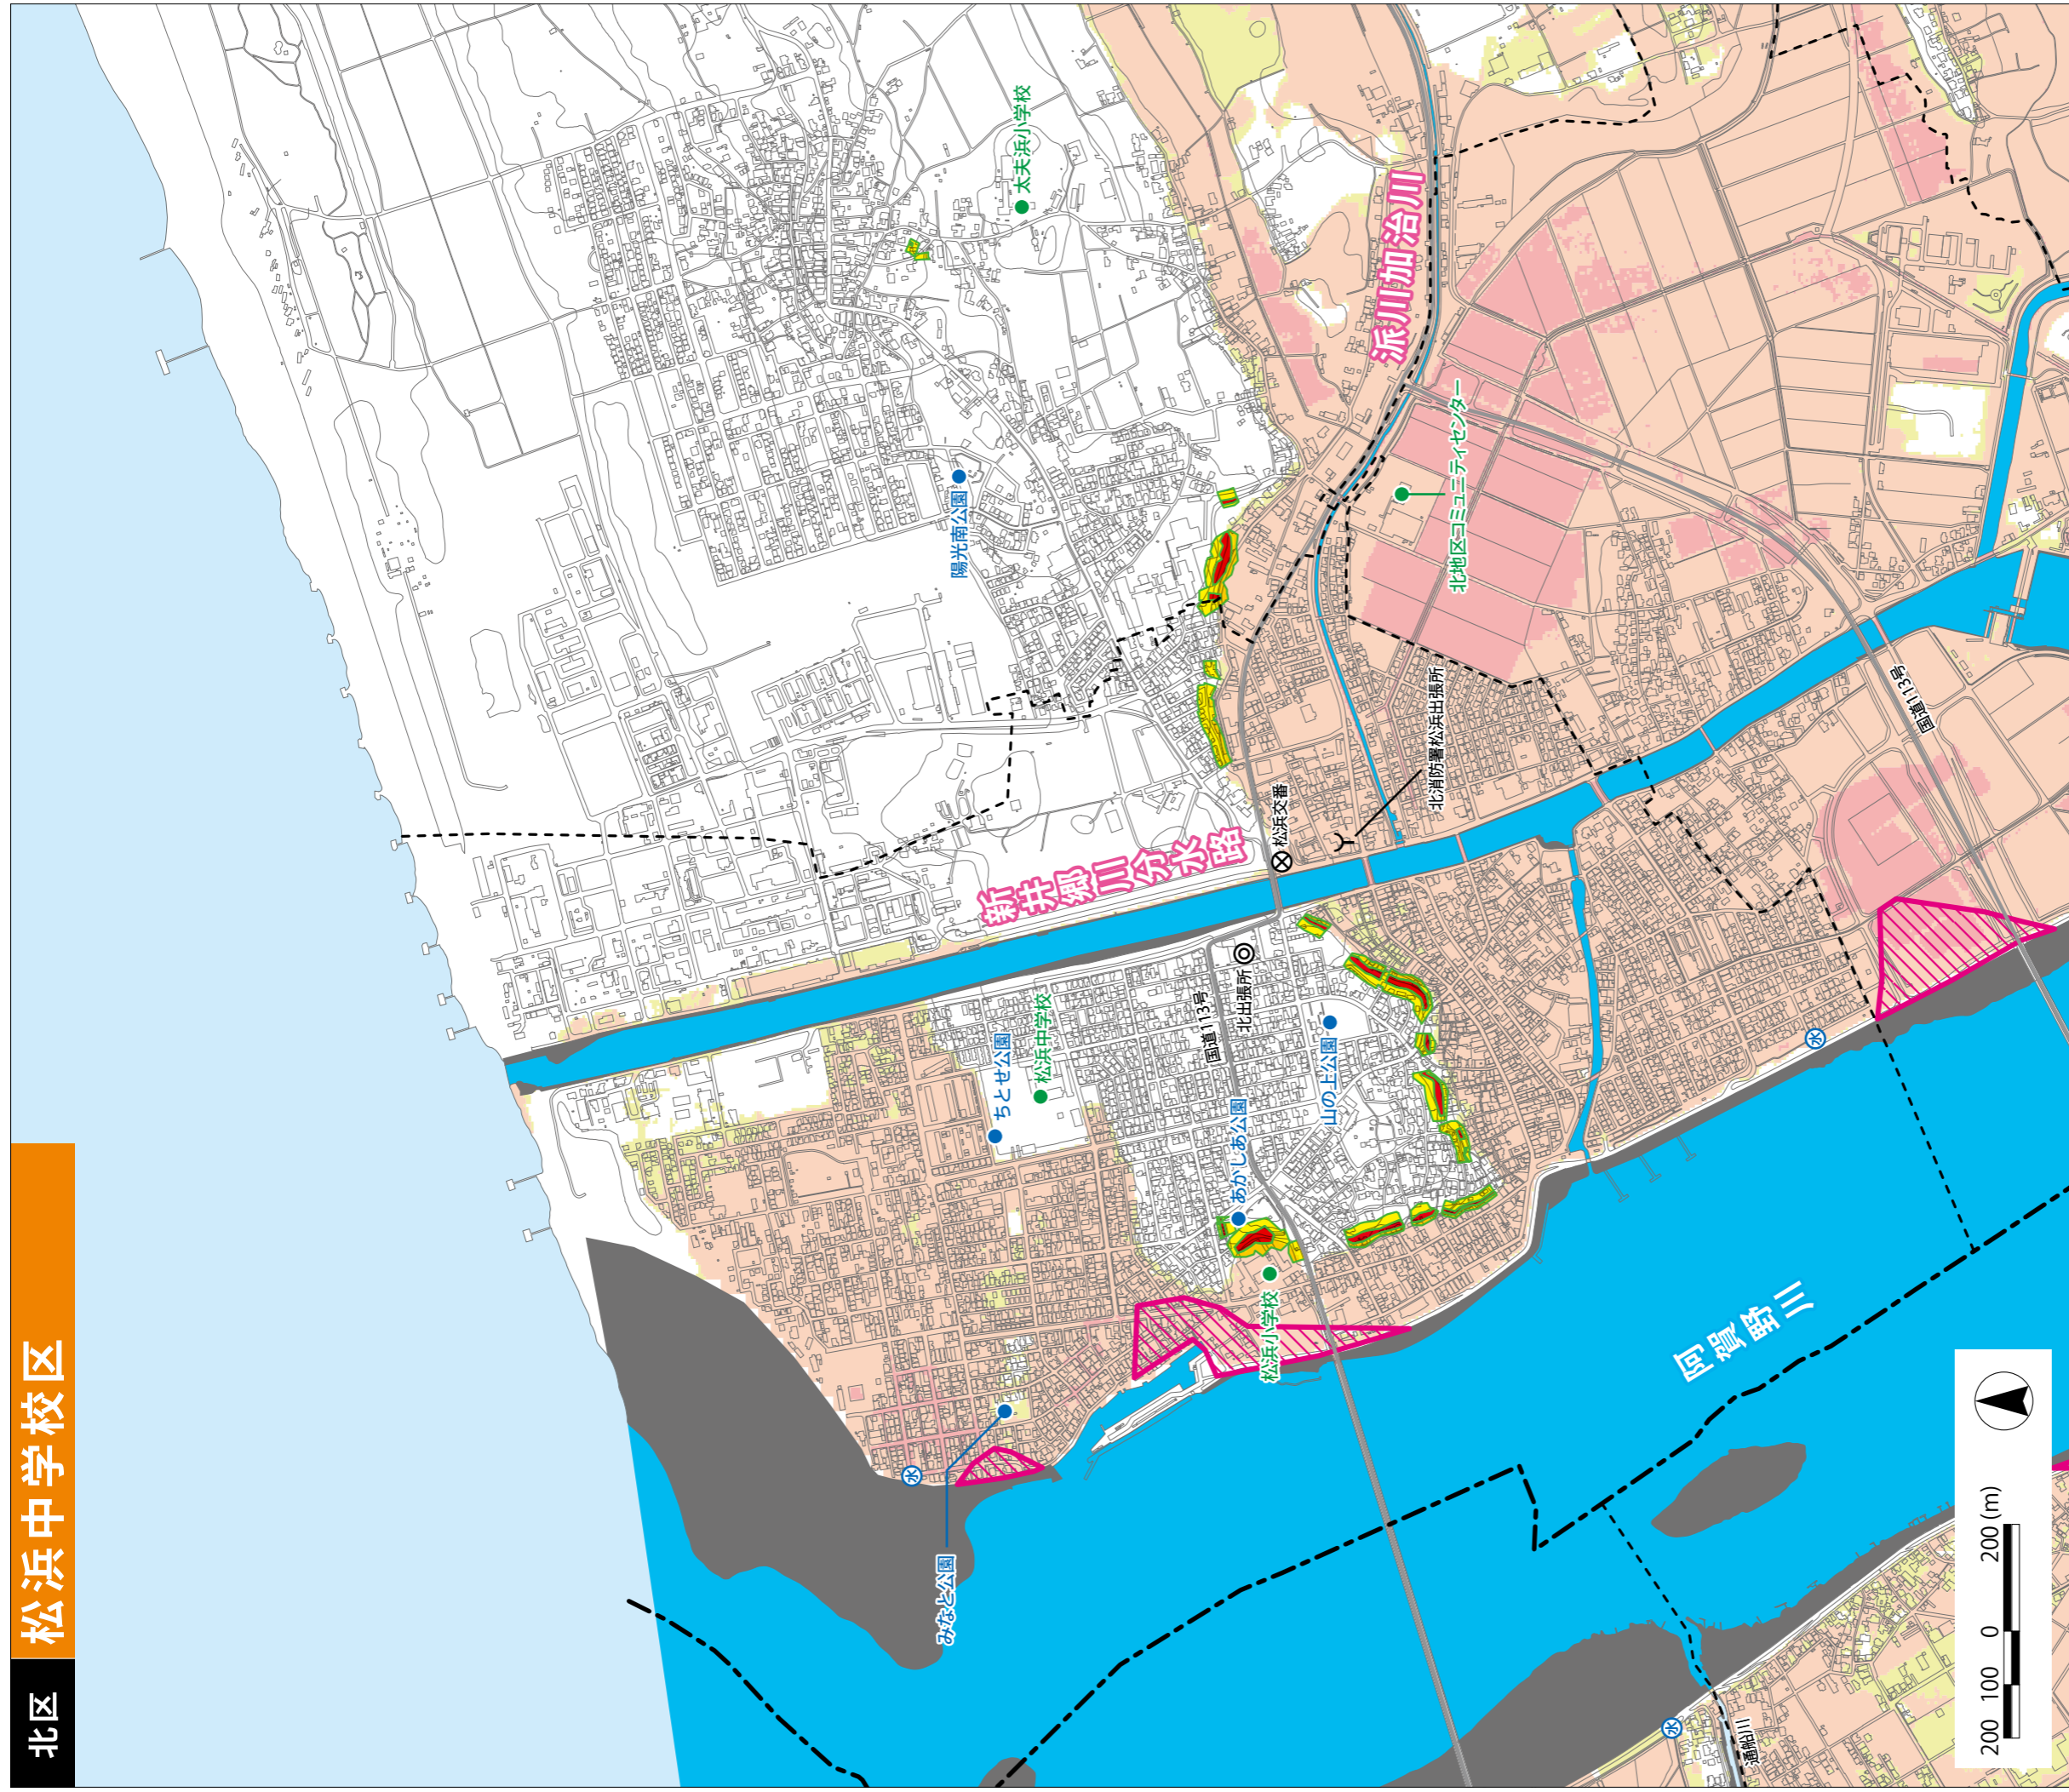 北区
松浜中学校区
太夫浜小学校
陽光南公園
派川加治川
北地区コミュニティセンター
新井郷川分水路
松浜交番
北消防署松浜出張所
国道113号
ちとせ公園
松浜中学校
国道113号
北出張所
山の上公園
あかしあ公園
松浜小学校
水
水
みなと公園
阿賀野川
水
通船川
200 100 0 200 (m)